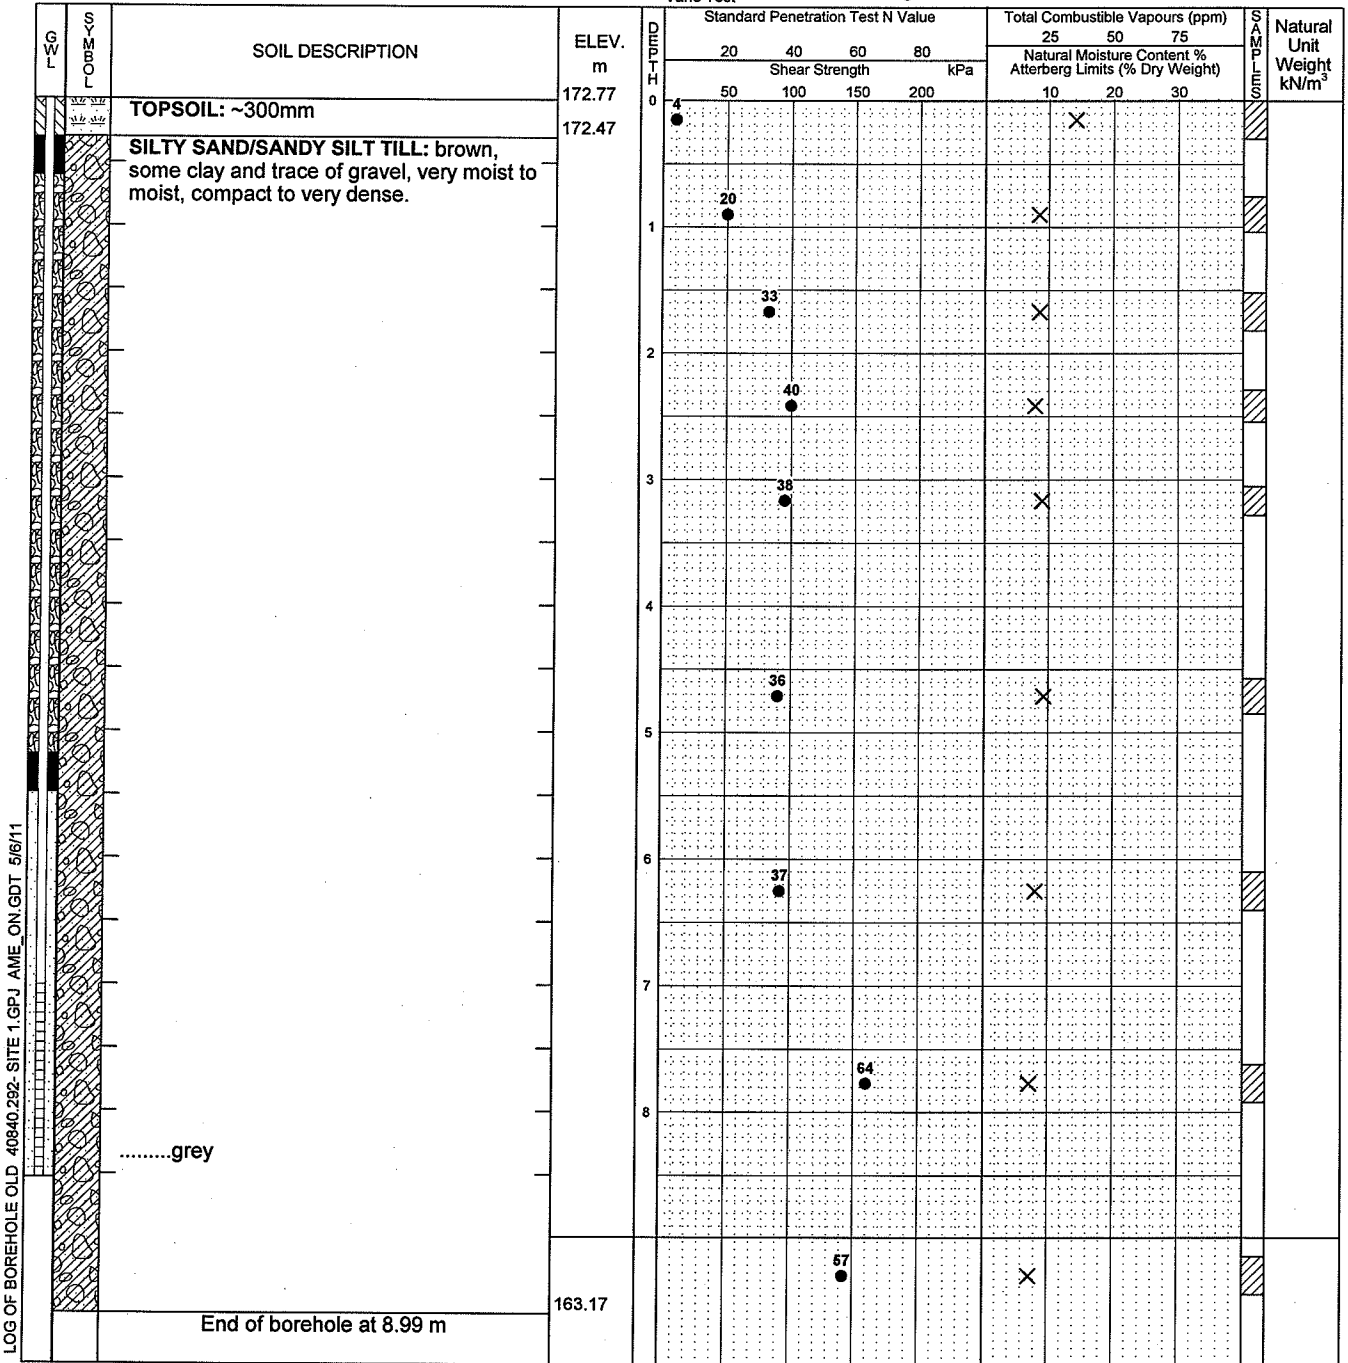 Standard Penetration Test N Value
20 40 60 80
Shear Strength kPa
50 100 150 200
Total Combustible Vapours (ppm)
25 50 75
Natural Moisture Content %
Atterberg Limits (% Dry Weight)
10 20 30
GWL
SYMBOL
SOIL DESCRIPTION
ELEV.
m
DEPTH
SAMPLES
Natural
Unit
Weight
kN/m³
172.77
0
4
TOPSOIL: ~300mm
172.47
SILTY SAND/SANDY SILT TILL: brown,
some clay and trace of gravel, very moist to
moist, compact to very dense.
20
1
33
2
40
38
3
4
36
5
6
37
7
64
8
.........grey
57
163.17
End of borehole at 8.99 m
LOG OF BOREHOLE OLD 40840.292- SITE 1.GPJ AME_ON.GDT 5/6/11